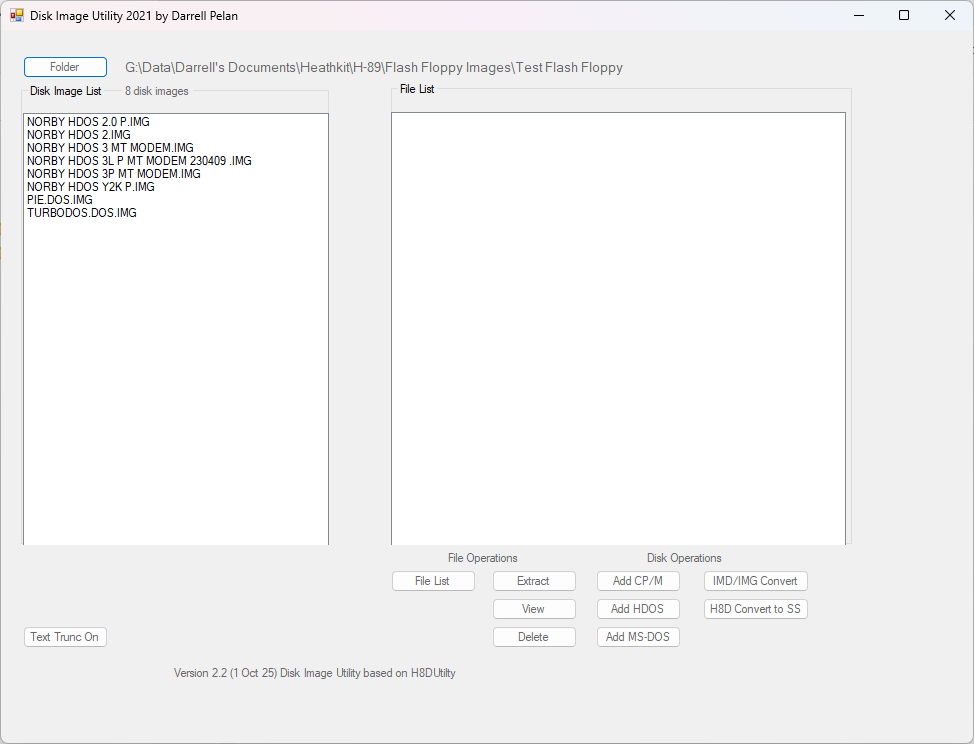 Disk Image Utility 2021 by Darrell Pelan
Folder G:\Data\Darrell's Documents\Heathkit\H-89\Flash Floppy Images\Test Flash Floppy
Disk Image List 8 disk images
File List
NORBY HDOS 2.0 P.IMG
NORBY HDOS 2.IMG
NORBY HDOS 3 MT MODEM.IMG
NORBY HDOS 3L P MT MODEM 230409 .IMG
NORBY HDOS 3P MT MODEM.IMG
NORBY HDOS Y2K P.IMG
PIE.DOS.IMG
TURBODOS.DOS.IMG
File Operations Disk Operations
File List Extract Add CP/M IMD/IMG Convert
View Add HDOS H8D Convert to SS
Text Trunc On Delete Add MS-DOS
Version 2.2 (1 Oct 25) Disk Image Utility based on H8DUtilty